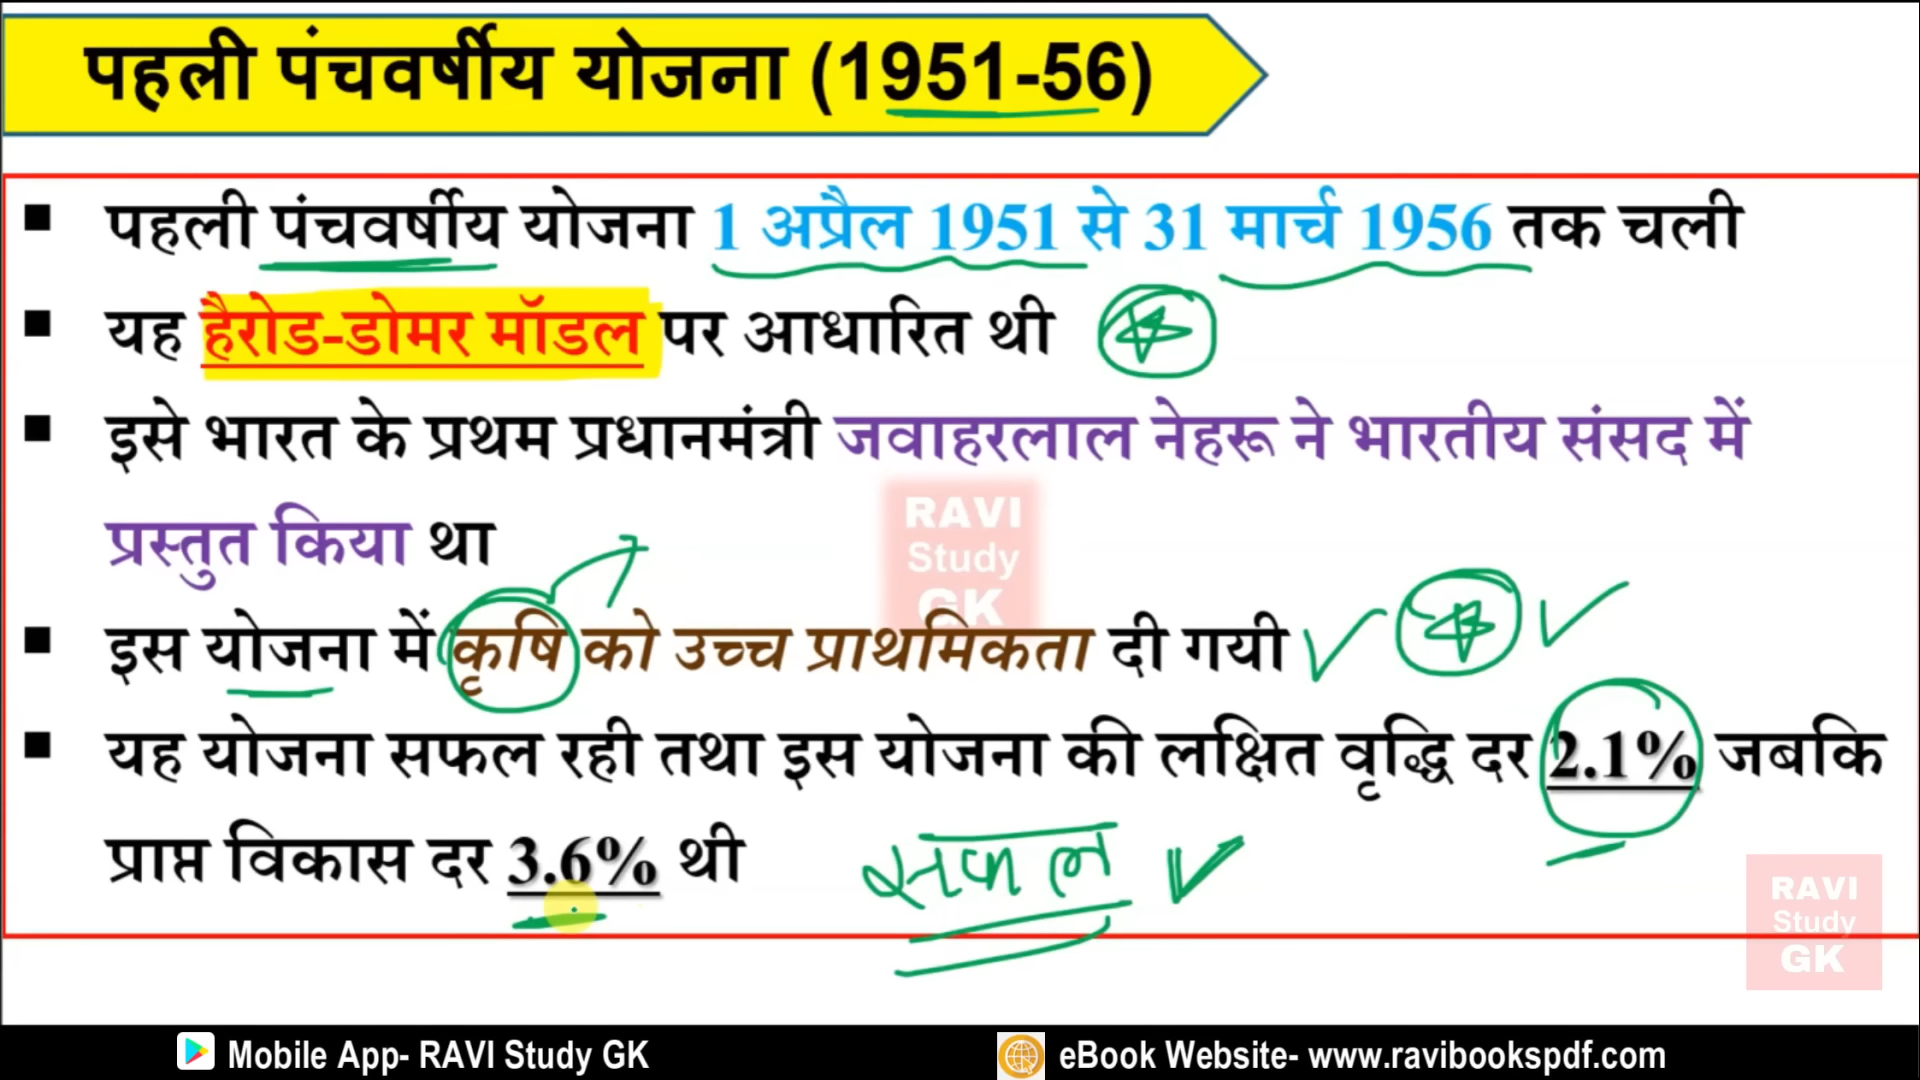 पहली पंचवर्षीय योजना (1951-56)
पहली पंचवर्षीय योजना 1 अप्रैल 1951 से 31 मार्च 1956 तक चली
यह हैरोड-डोमर मॉडल पर आधारित थी
इसे भारत के प्रथम प्रधानमंत्री जवाहरलाल नेहरू ने भारतीय संसद में
प्रस्तुत किया था
RAVI
Study
GK
इस योजना में कृषि को उच्च प्राथमिकता दी गयी
यह योजना सफल रही तथा इस योजना की लक्षित वृद्धि दर 2.1% जबकि
प्राप्त विकास दर 3.6% थी
सफल
RAVI
Study
GK
Mobile App- RAVI Study GK
eBook Website- www.ravibookspdf.com